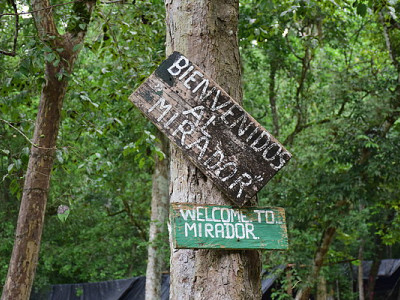 BIENVENIDOS
AL
"MIRADOR"
WELCOME TO.
MIRADOR.